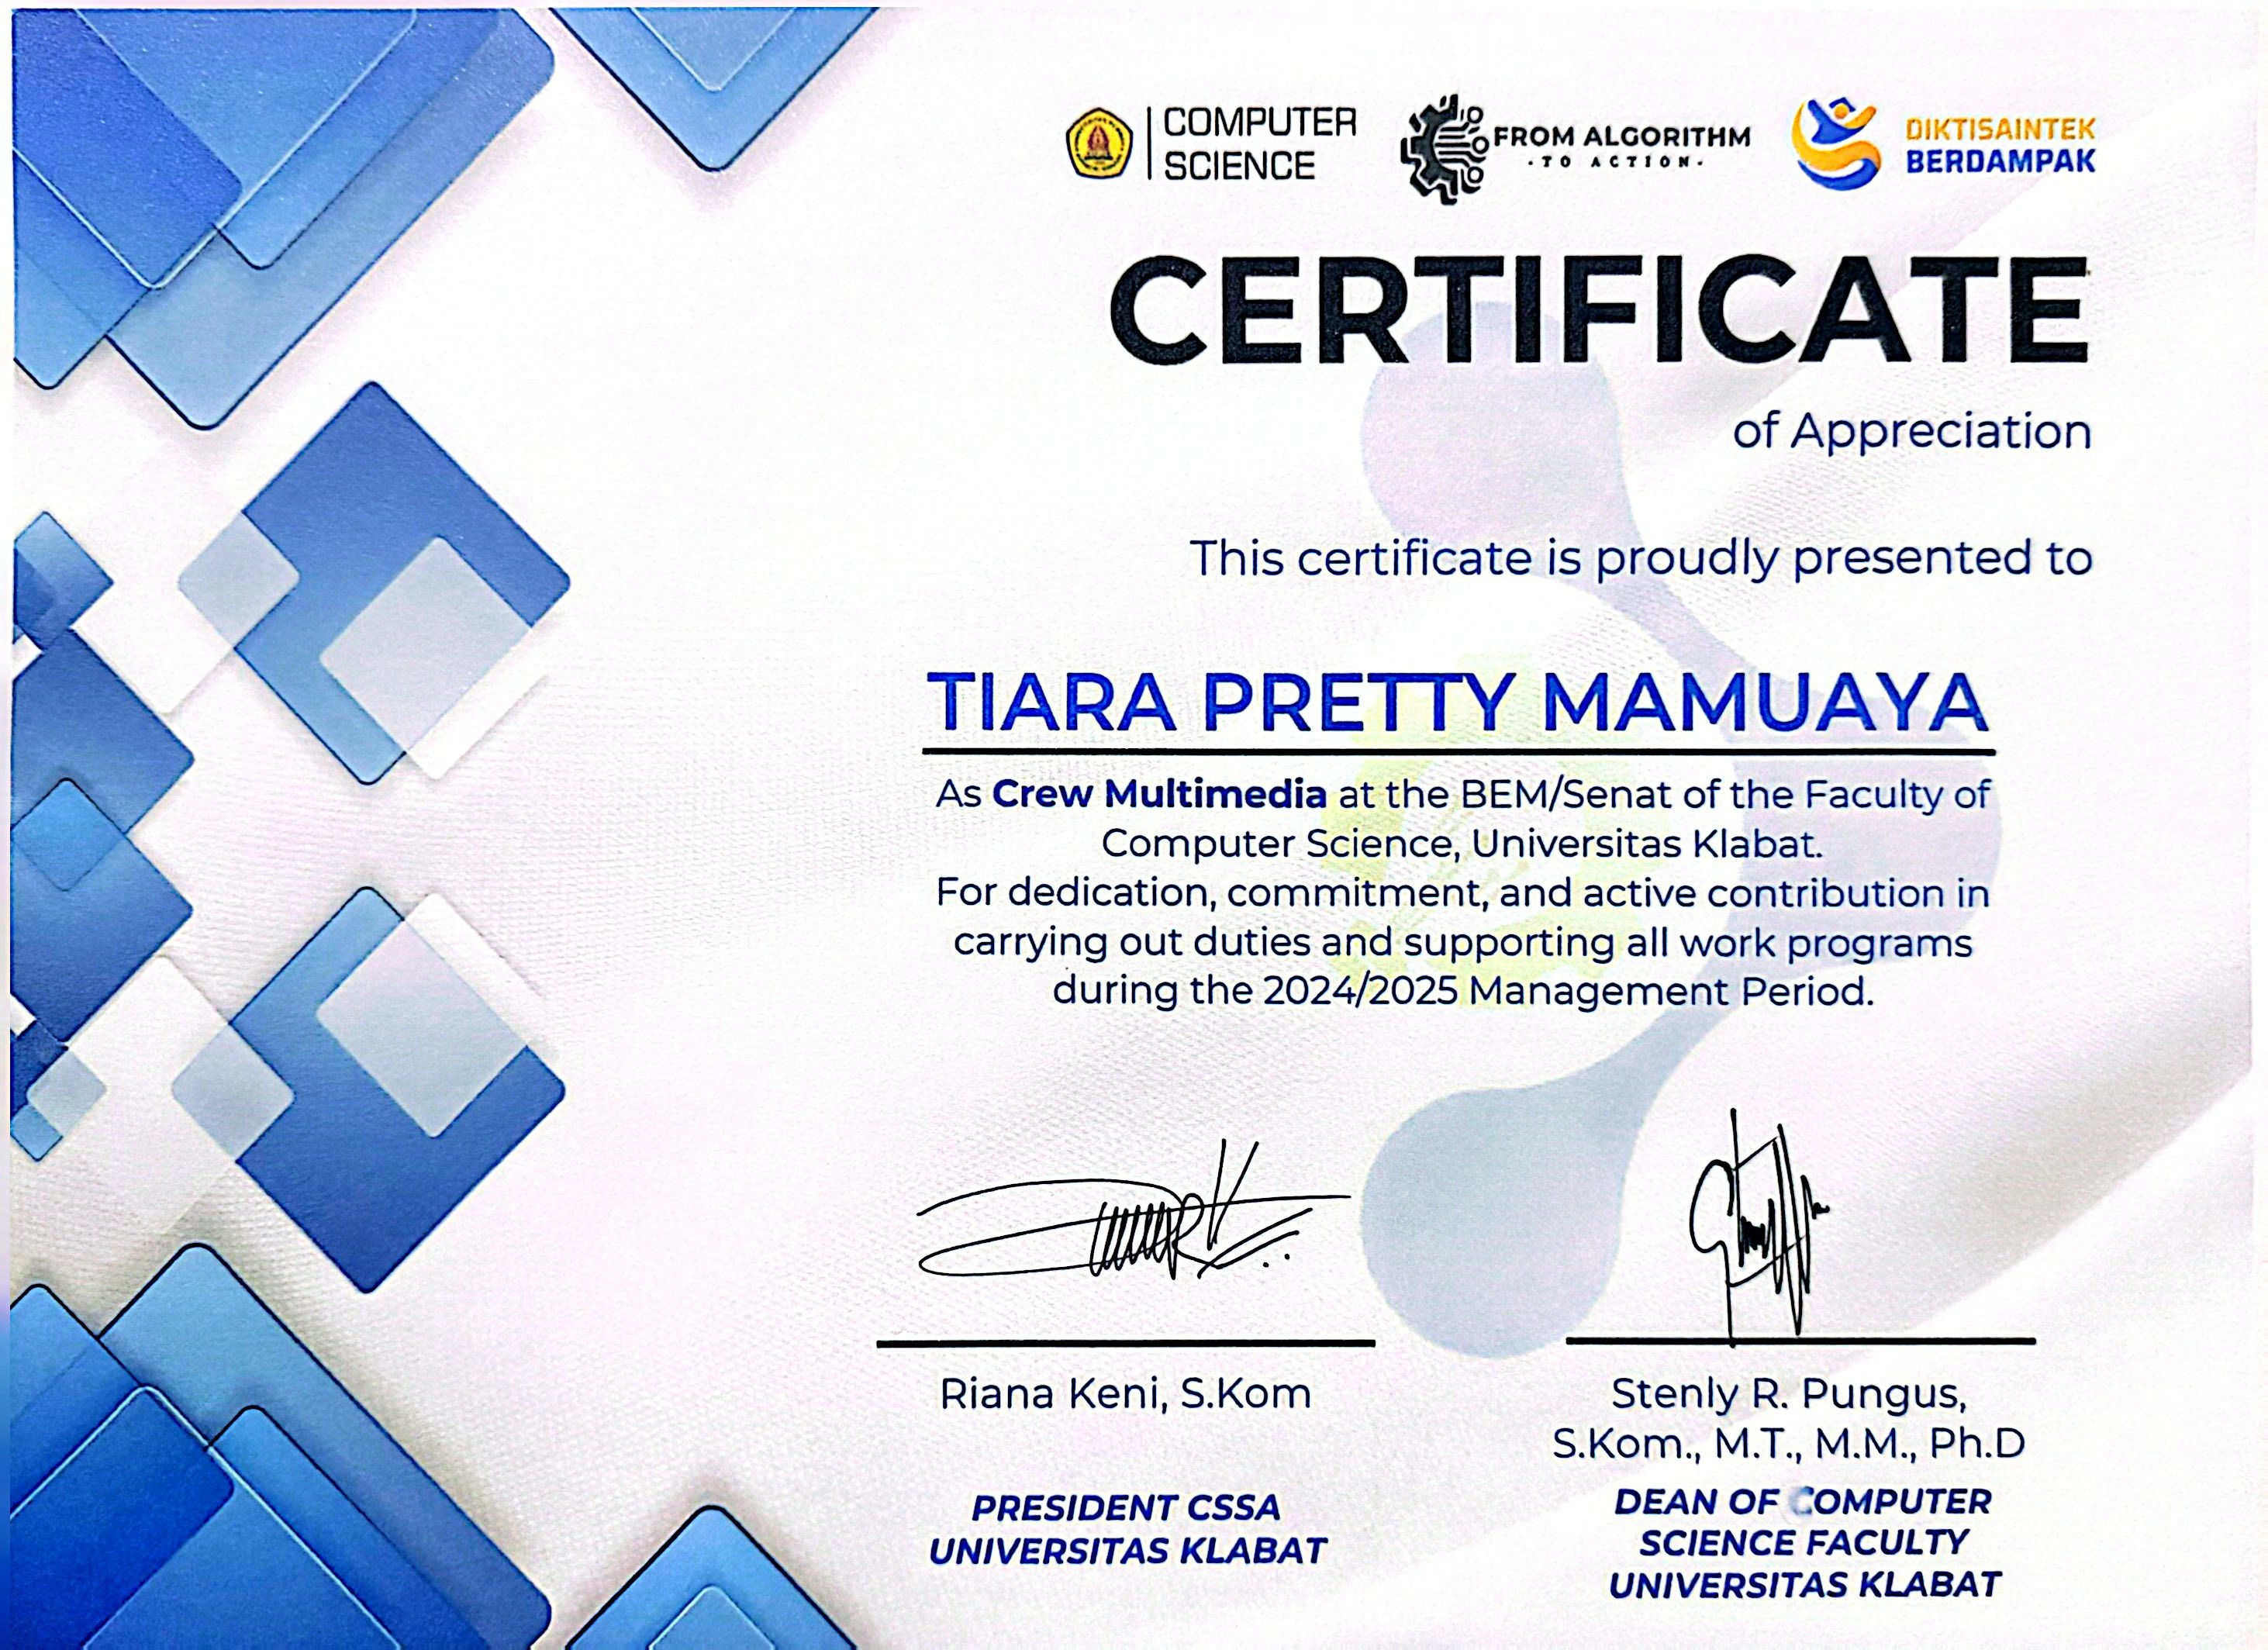 COMPUTER
SCIENCE
FROM ALGORITHM
· TO ACTION ·
DIKTISAINTEK
BERDAMPAK
CERTIFICATE
of Appreciation
This certificate is proudly presented to
TIARA PRETTY MAMUAYA
As Crew Multimedia at the BEM/Senat of the Faculty of
Computer Science, Universitas Klabat.
For dedication, commitment, and active contribution in
carrying out duties and supporting all work programs
during the 2024/2025 Management Period.
Riana Keni, S.Kom
PRESIDENT CSSA
UNIVERSITAS KLABAT
Stenly R. Pungus,
S.Kom., M.T., M.M., Ph.D
DEAN OF COMPUTER
SCIENCE FACULTY
UNIVERSITAS KLABAT